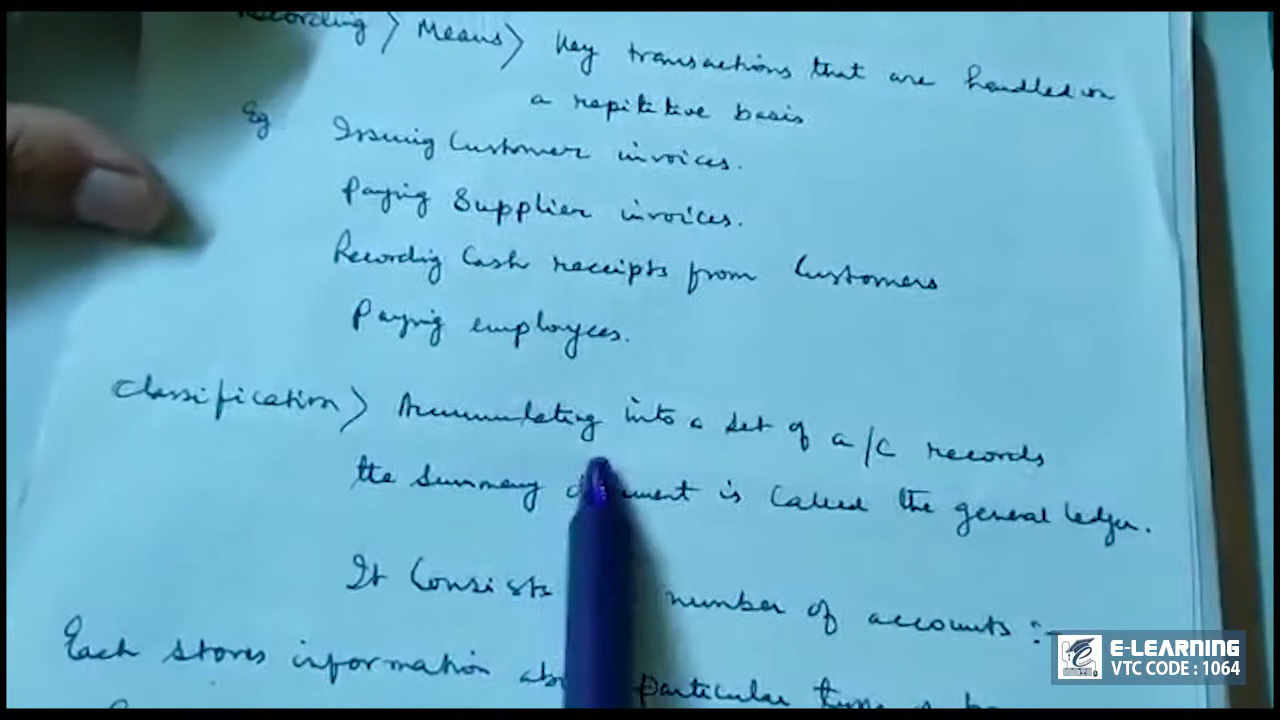 Recording > Means > Key transactions that are handled on
a repititive basis
Eg. Issuing Customer invoices.
Paying Supplier invoices.
Recording Cash receipts from Customers
Paying employees.
Classification > Accumulating into a set of a/c records
the Summary is called the general ledger.
It Consists number of accounts :-
Each stores information particular
E-LEARNING
VTC CODE : 1064